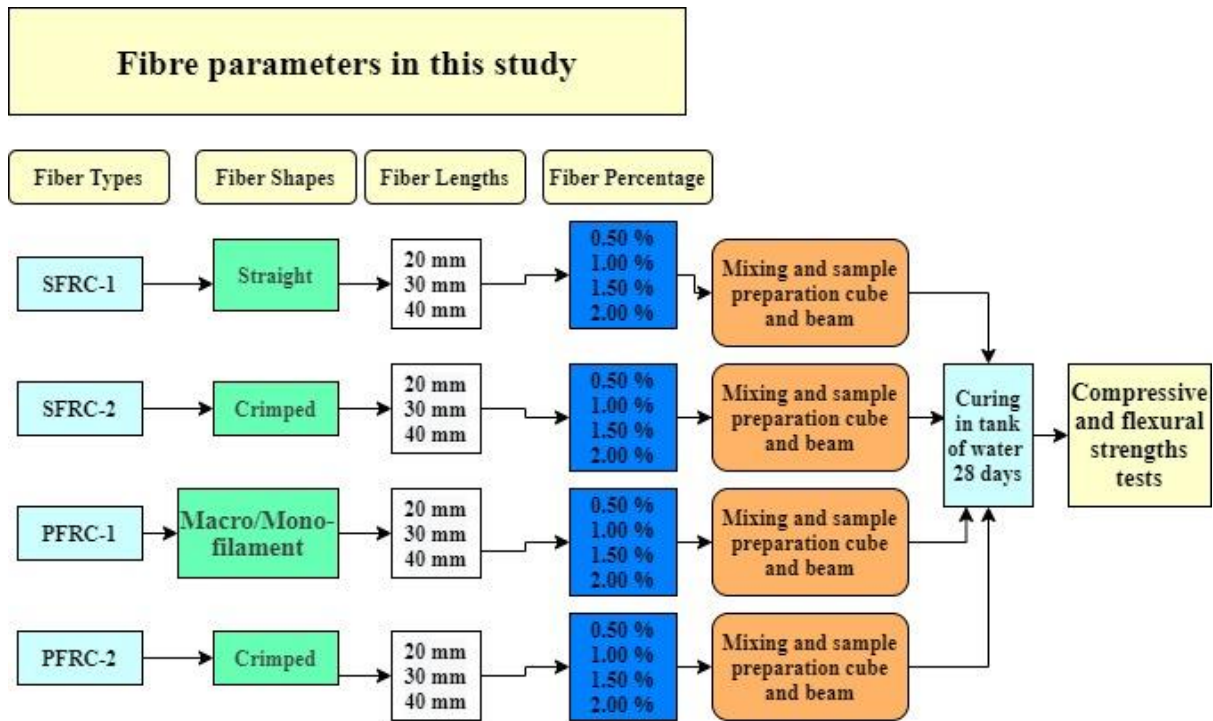 Fibre parameters in this study
Fiber Types
Fiber Shapes
Fiber Lengths
Fiber Percentage
SFRC-1
Straight
20 mm
30 mm
40 mm
0.50 %
1.00 %
1.50 %
2.00 %
Mixing and sample
preparation cube
and beam
SFRC-2
Crimped
20 mm
30 mm
40 mm
0.50 %
1.00 %
1.50 %
2.00 %
Mixing and sample
preparation cube
and beam
PFRC-1
Macro/Mono-
filament
20 mm
30 mm
40 mm
0.50 %
1.00 %
1.50 %
2.00 %
Mixing and sample
preparation cube
and beam
PFRC-2
Crimped
20 mm
30 mm
40 mm
0.50 %
1.00 %
1.50 %
2.00 %
Mixing and sample
preparation cube
and beam
Curing
in tank
of water
28 days
Compressive
and flexural
strengths
tests